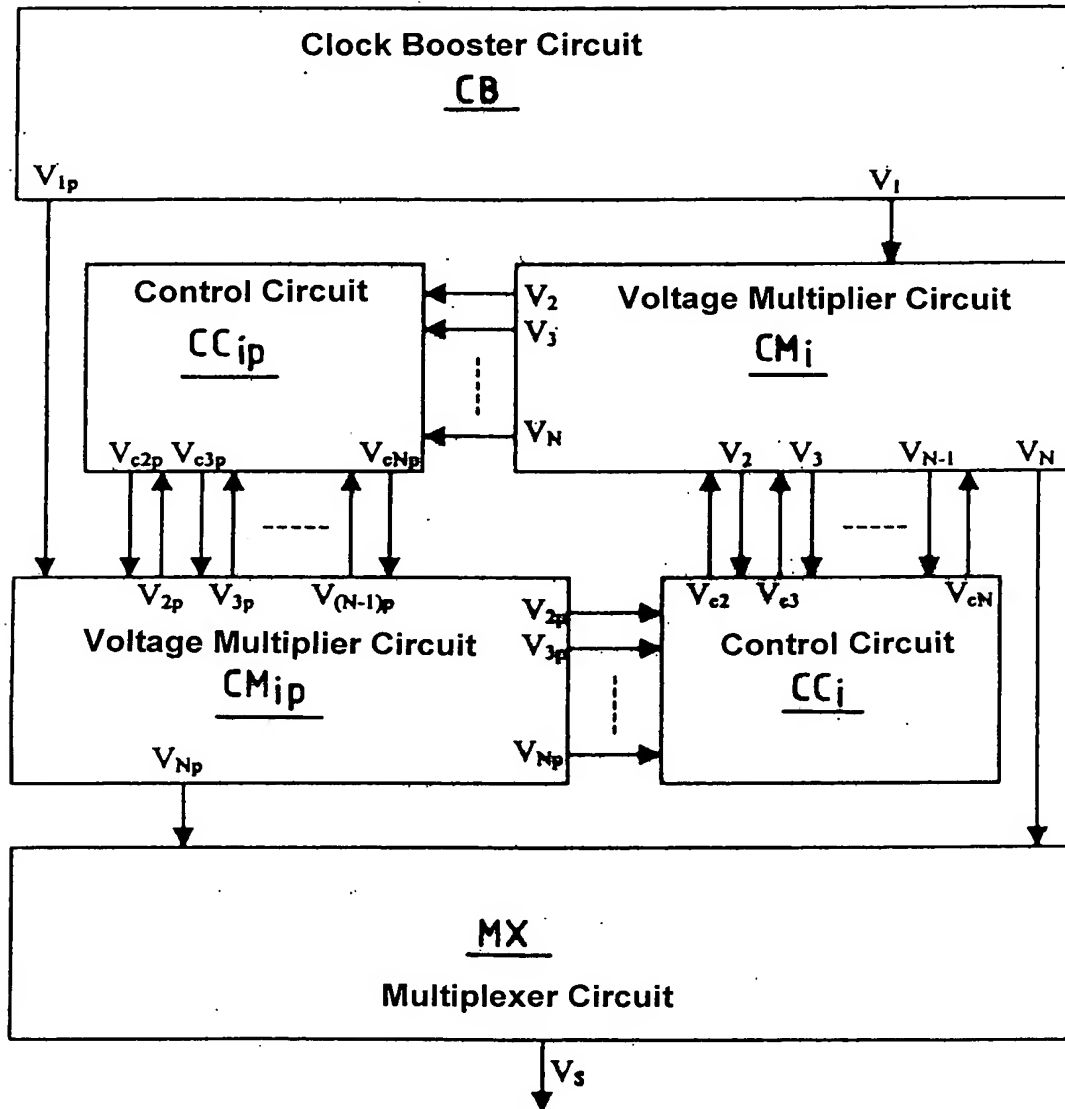 Clock Booster Circuit
CB
V1p
V1
Control Circuit
CCip
V2
V3
VN
Voltage Multiplier Circuit
CMi
Vc2p Vc3p VcNp
V2 V3 VN-1 VN
V2p V3p V(N-1)p
Voltage Multiplier Circuit
CMip
V2p
V3p
VNp
VNp
Vc2 Vc3 VcN
Control Circuit
CCi
MX
Multiplexer Circuit
VS